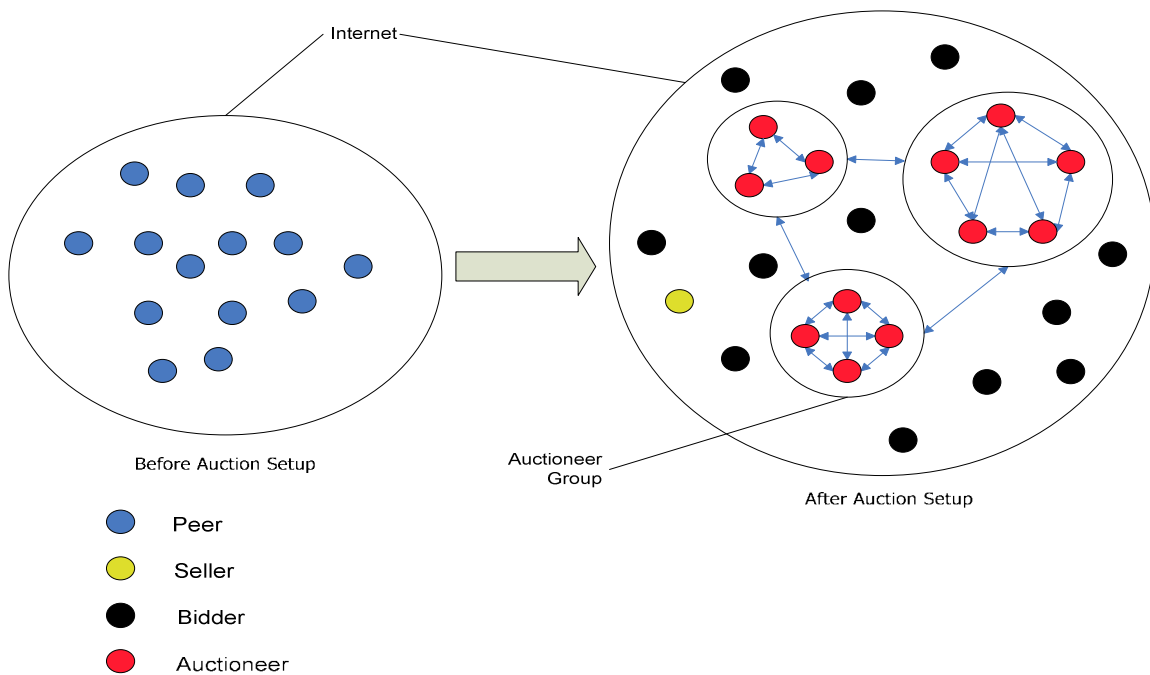 Internet
Before Auction Setup
Auctioneer
Group
After Auction Setup
Peer
Seller
Bidder
Auctioneer